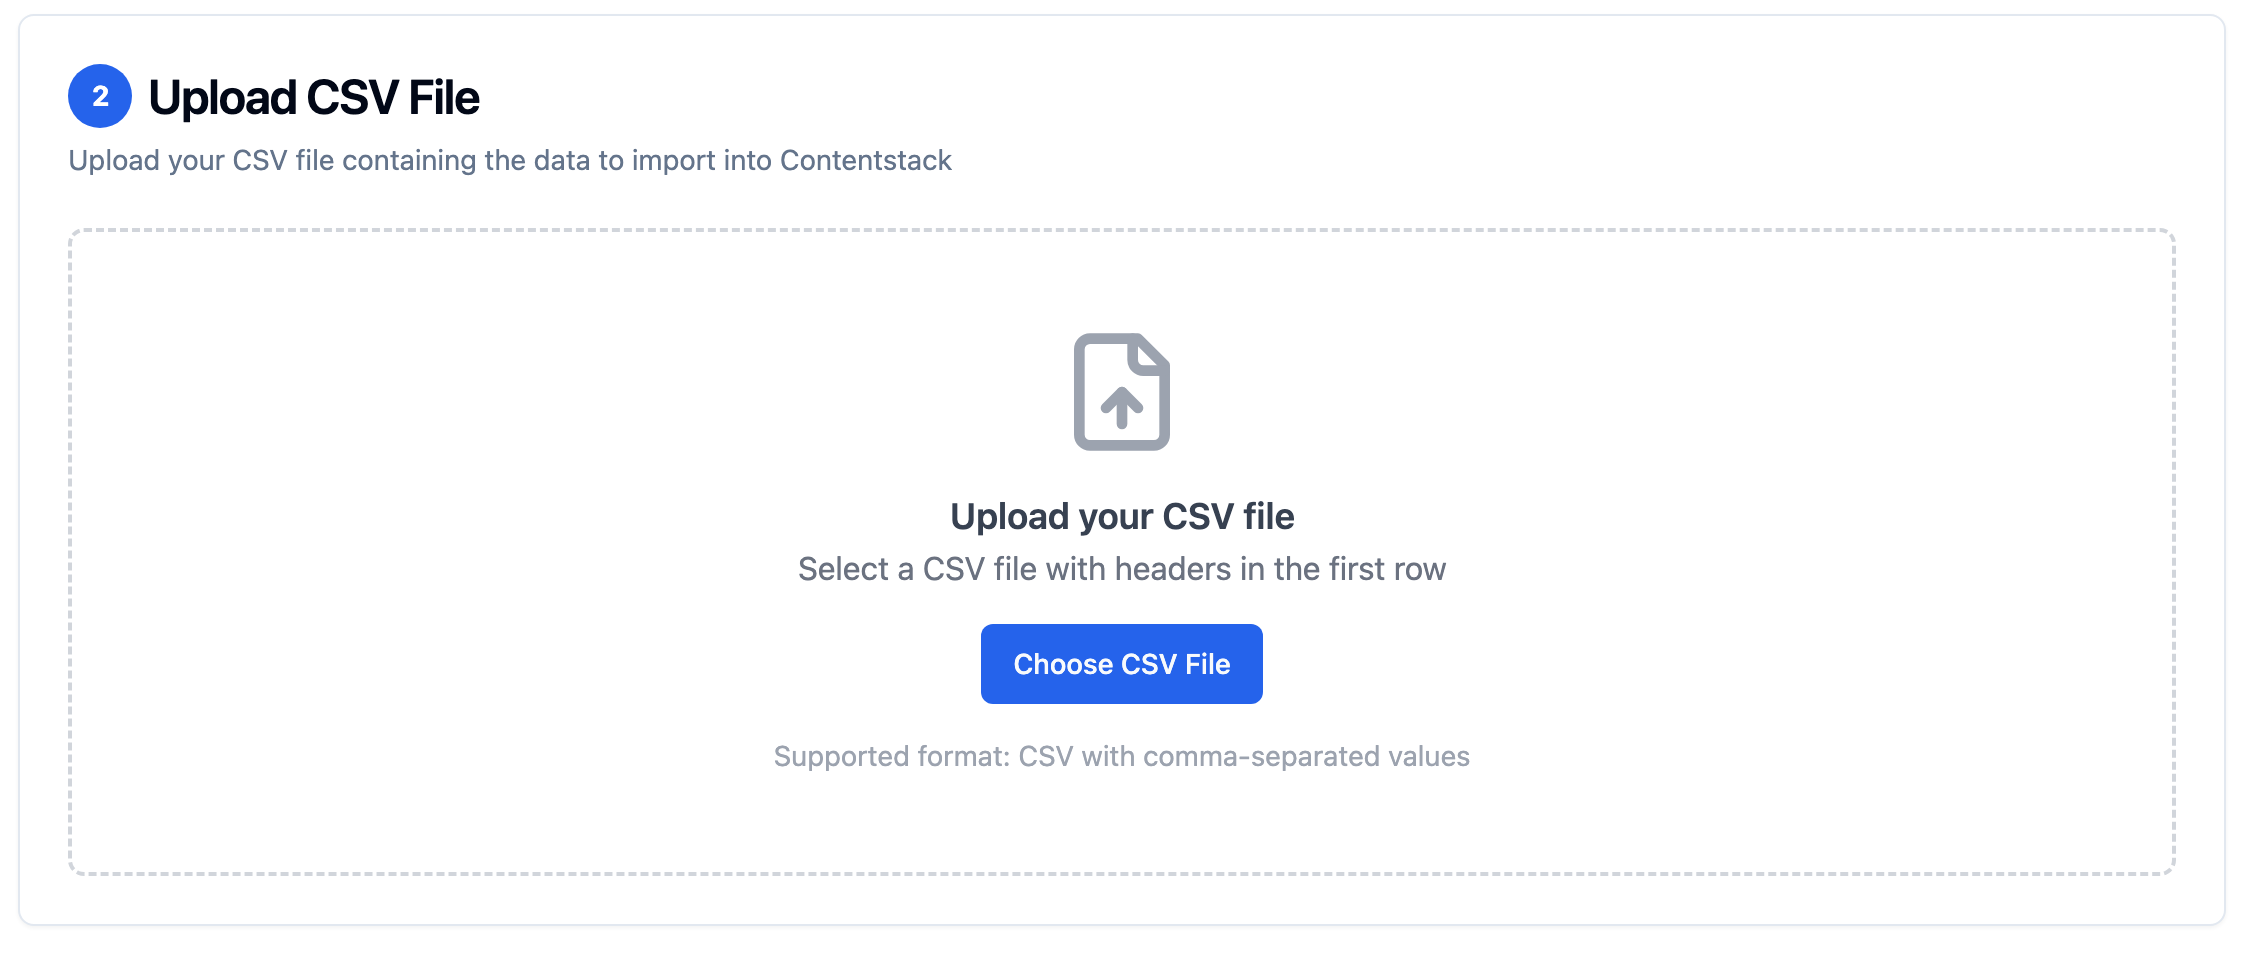 2
Upload CSV File
Upload your CSV file containing the data to import into Contentstack
Upload your CSV file
Select a CSV file with headers in the first row
Choose CSV File
Supported format: CSV with comma-separated values